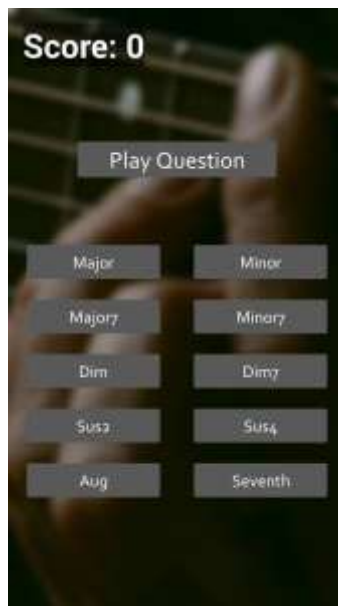 Score: 0
Play Question
Major Minor
Major7 Minor7
Dim Dim7
Sus2 Sus4
Aug Seventh